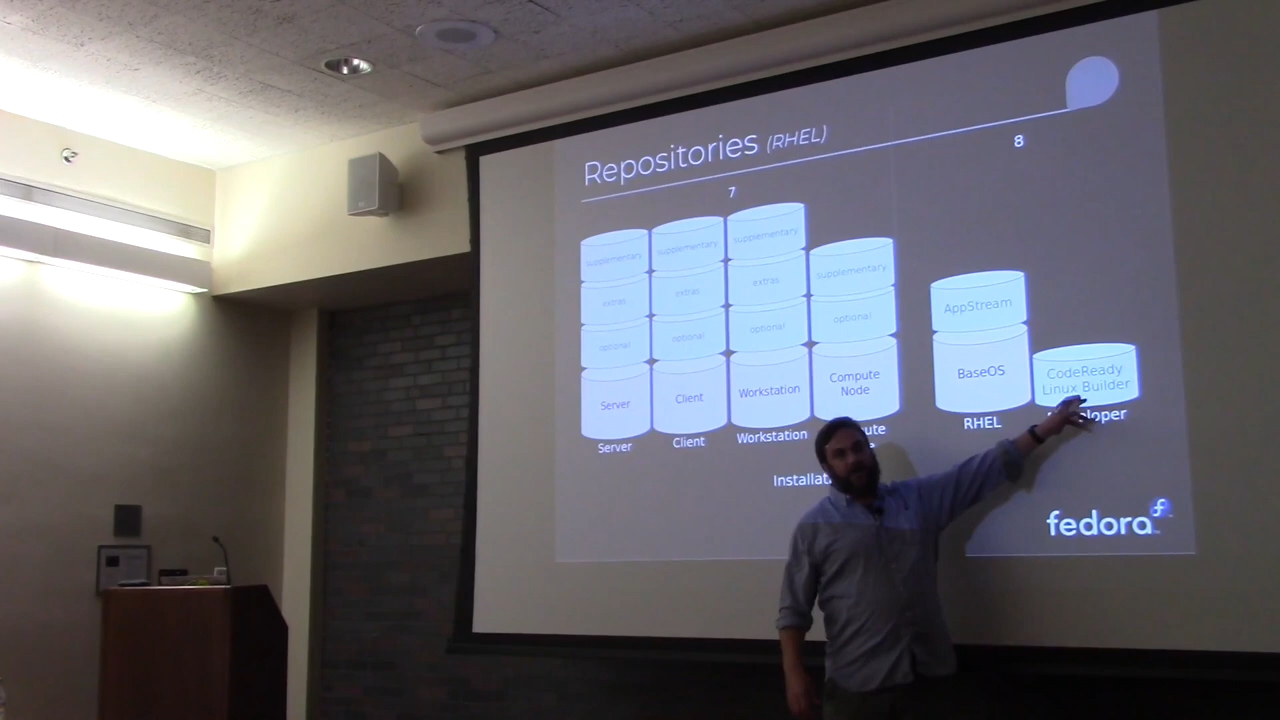 Repositories (RHEL)
7
8
supplementary
extras
optional
Server
Server
supplementary
extras
optional
Client
Client
supplementary
extras
optional
Workstation
Workstation
supplementary
optional
Compute
Node
AppStream
BaseOS
RHEL
CodeReady
Linux Builder
fedora